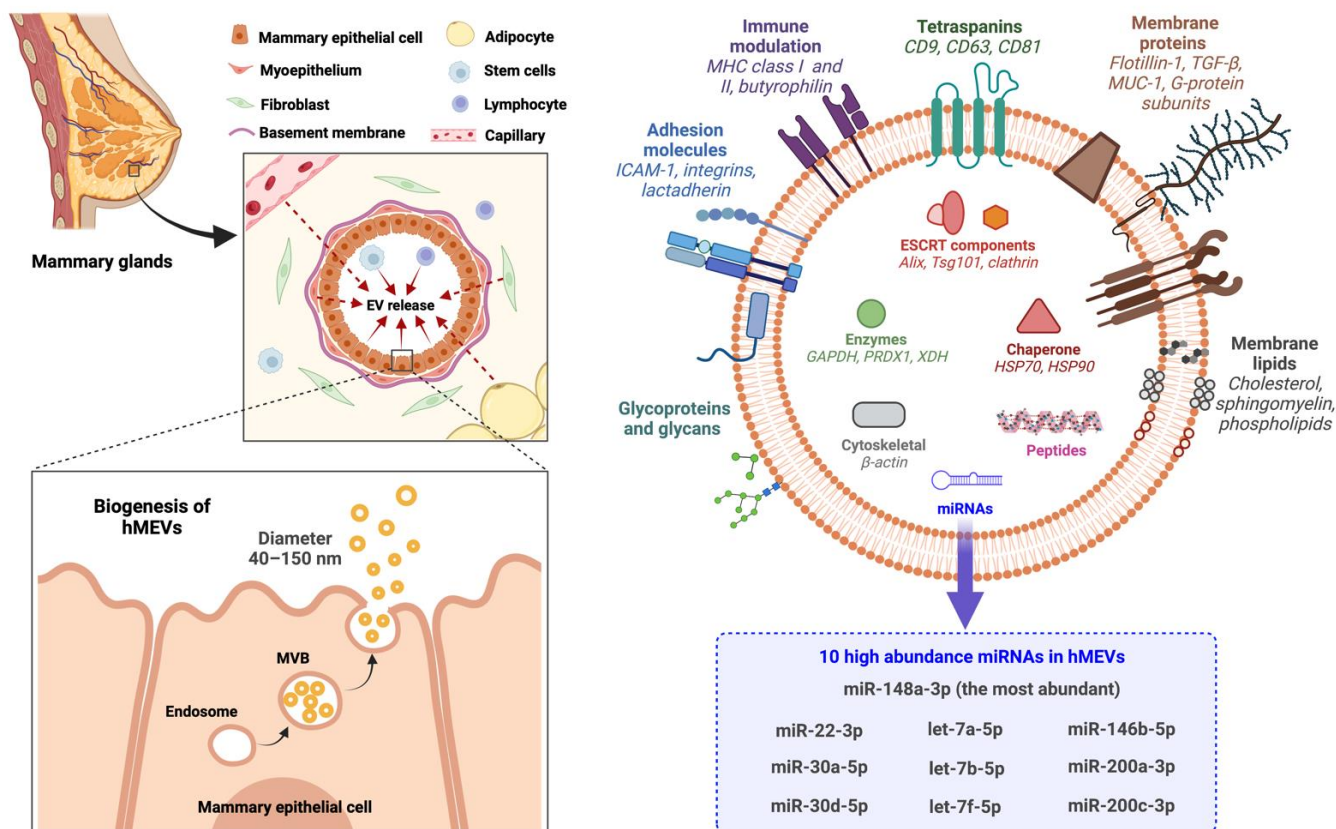 Mammary epithelial cell
Myoepithelium
Fibroblast
Basement membrane
Adipocyte
Stem cells
Lymphocyte
Capillary
Mammary glands
EV release
Biogenesis of
hMEVs
Diameter
40–150 nm
MVB
Endosome
Mammary epithelial cell
Immune
modulation
MHC class I and
II, butyrophilin
Tetraspanins
CD9, CD63, CD81
Membrane
proteins
Flotillin-1, TGF-β,
MUC-1, G-protein
subunits
Adhesion
molecules
ICAM-1, integrins,
lactadherin
ESCRT components
Alix, Tsg101, clathrin
Enzymes
GAPDH, PRDX1, XDH
Chaperone
HSP70, HSP90
Membrane
lipids
Cholesterol,
sphingomyelin,
phospholipids
Glycoproteins
and glycans
Cytoskeletal
β-actin
Peptides
miRNAs
10 high abundance miRNAs in hMEVs
miR-148a-3p (the most abundant)
miR-22-3p let-7a-5p miR-146b-5p
miR-30a-5p let-7b-5p miR-200a-3p
miR-30d-5p let-7f-5p miR-200c-3p